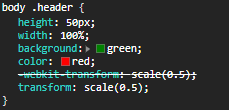 body .header {
height: 50px;
width: 100%;
background: green;
color: red;
-webkit-transform: scale(0.5);
transform: scale(0.5);
}